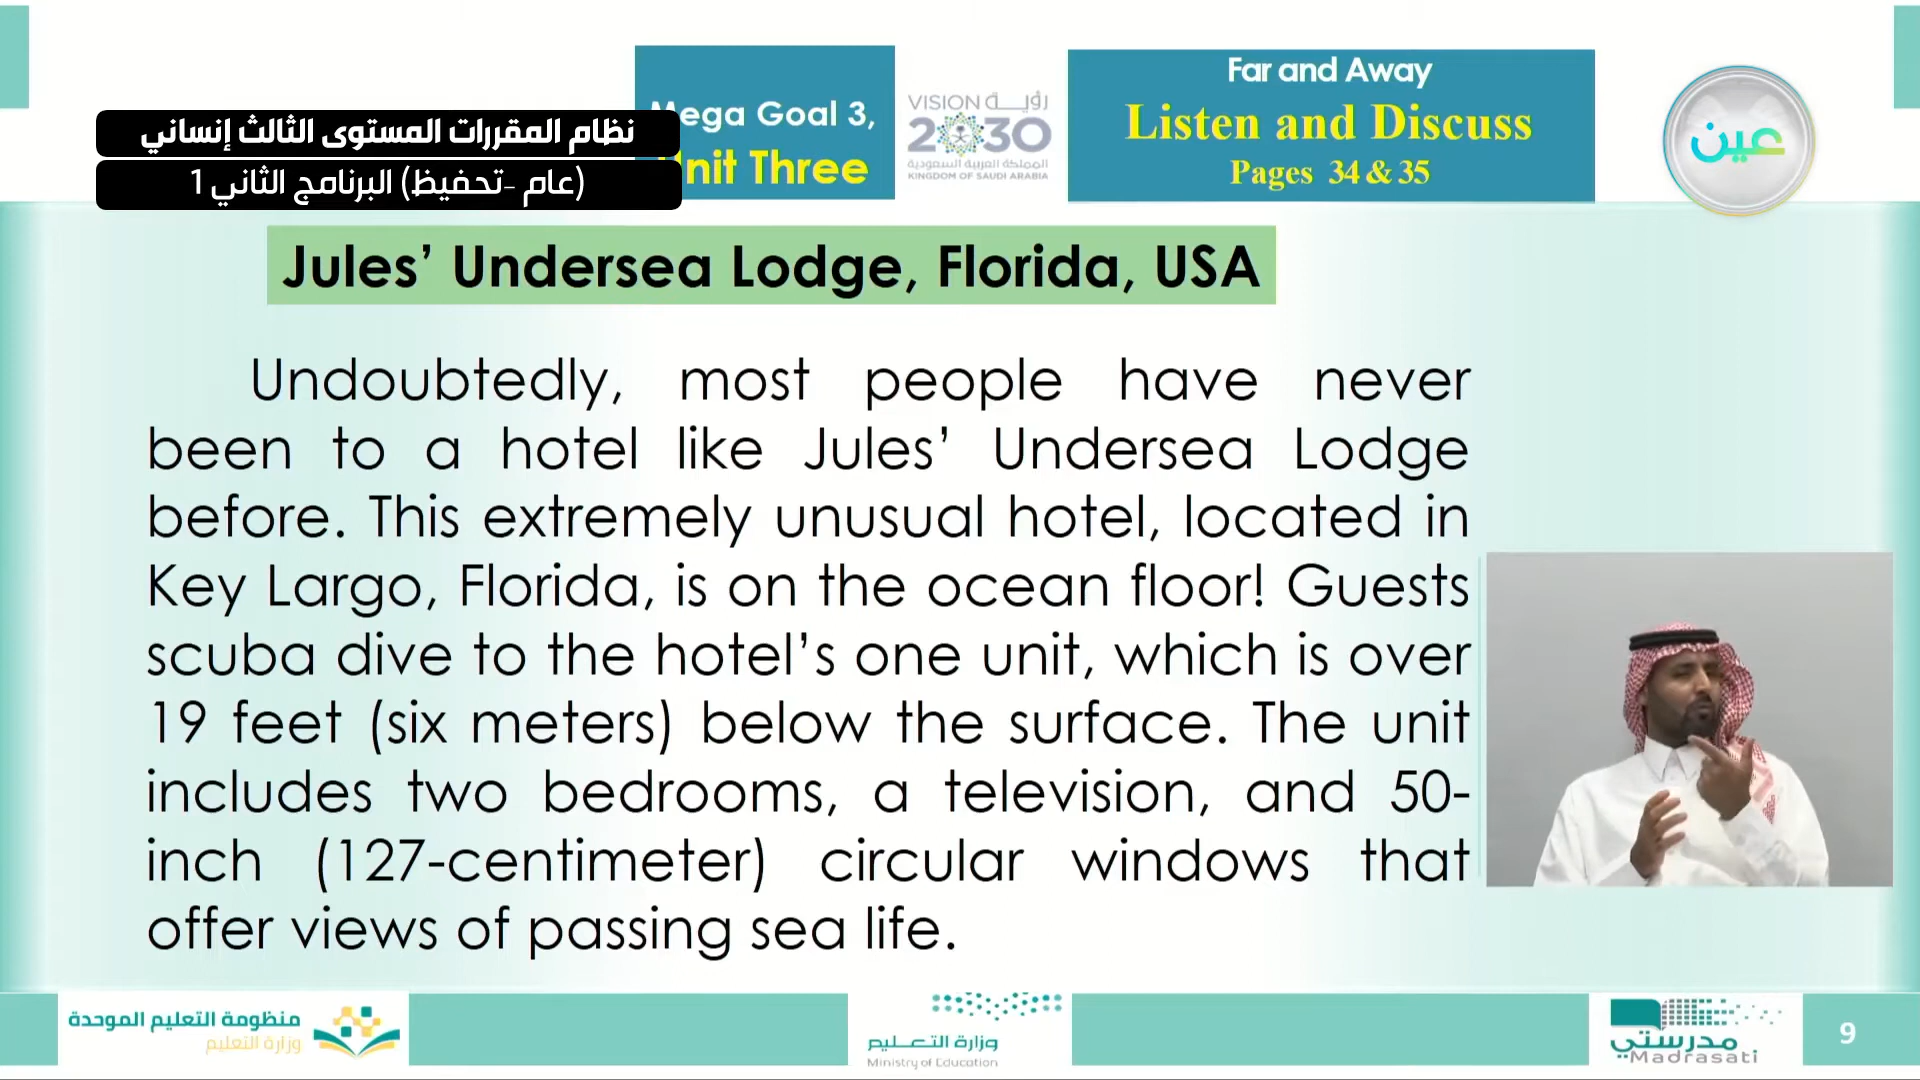 Mega Goal 3,
Unit Three
نظام المقررات المستوى الثالث إنساني
(عام -تحفيظ) البرنامج الثاني 1
VISION رؤيـــة
2030
المملكة العربية السعودية
KINGDOM OF SAUDI ARABIA
Far and Away
Listen and Discuss
Pages 34 & 35
عين
Jules’ Undersea Lodge, Florida, USA
Undoubtedly, most people have never
been to a hotel like Jules’ Undersea Lodge
before. This extremely unusual hotel, located in
Key Largo, Florida, is on the ocean floor! Guests
scuba dive to the hotel’s one unit, which is over
19 feet (six meters) below the surface. The unit
includes two bedrooms, a television, and 50-
inch (127-centimeter) circular windows that
offer views of passing sea life.
منظومة التعليم الموحدة
وزارة التعليم
وزارة التعـــليم
Ministry of Education
مدرستي
Madrasati
9